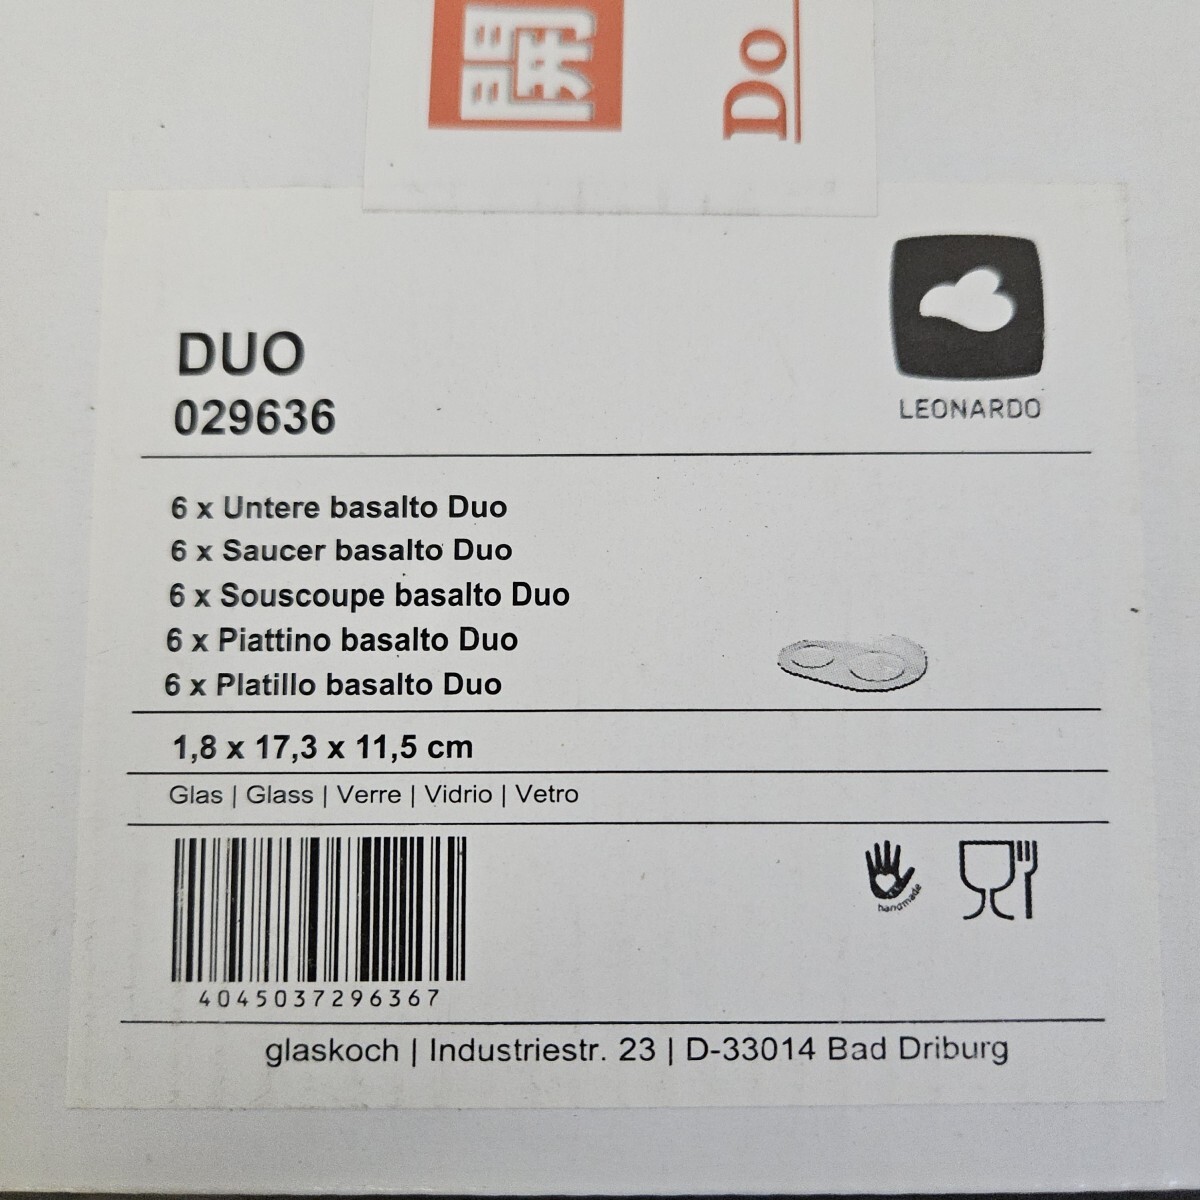 開
Do
LEONARDO
DUO
029636
6 x Untere basalto Duo
6 x Saucer basalto Duo
6 x Souscoupe basalto Duo
6 x Piattino basalto Duo
6 x Platillo basalto Duo
1,8 x 17,3 x 11,5 cm
Glas | Glass | Verre | Vidrio | Vetro
handmade
4045037296367
glaskoch | Industriestr. 23 | D-33014 Bad Driburg